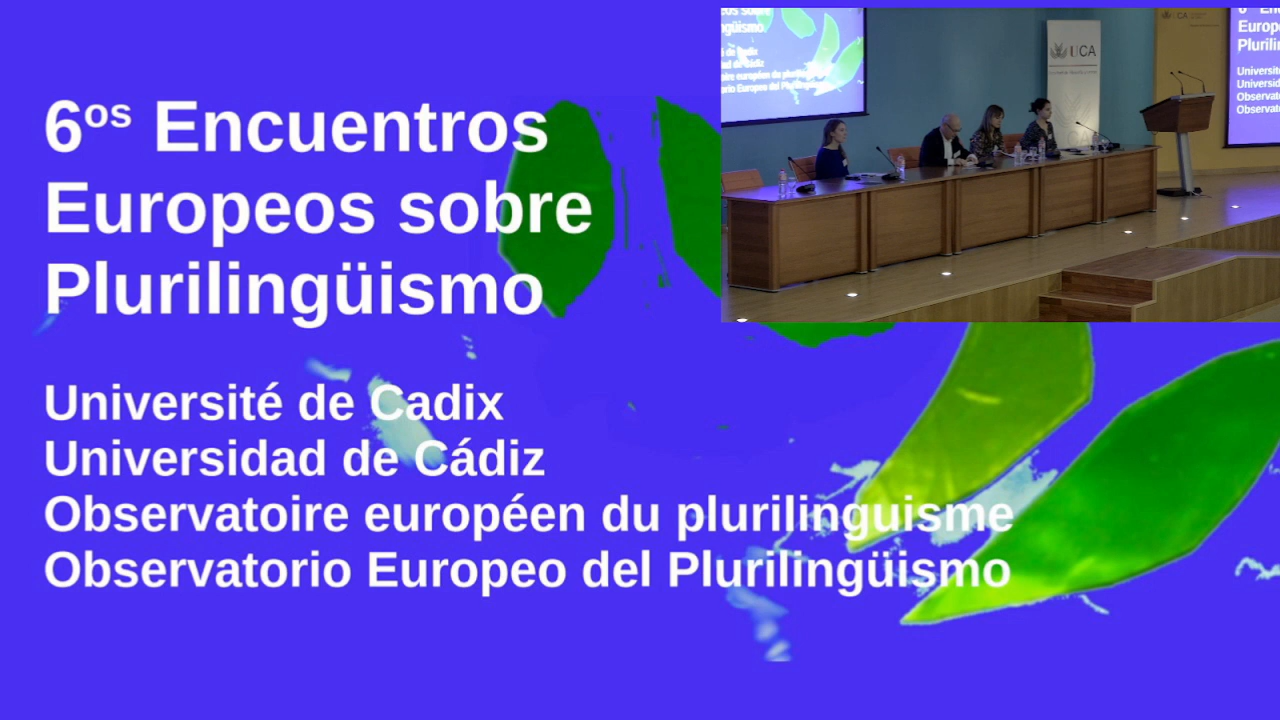 6os Encuentros
Europeos sobre
Plurilingüismo
Université de Cadix
Universidad de Cádiz
Observatoire européen du plurilinguisme
Observatorio Europeo del Plurilingüismo
UCA